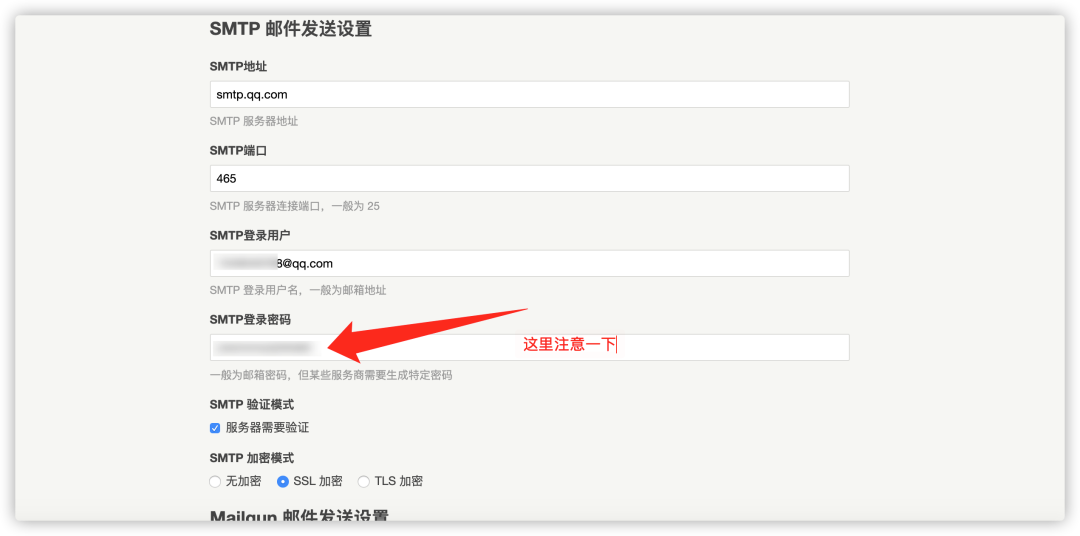 SMTP 邮件发送设置
SMTP地址
smtp.qq.com
SMTP 服务器地址
SMTP端口
465
SMTP 服务器连接端口，一般为 25
SMTP登录用户
8@qq.com
SMTP 登录用户名，一般为邮箱地址
SMTP登录密码
这里注意一下
一般为邮箱密码，但某些服务商需要生成特定密码
SMTP 验证模式
服务器需要验证
SMTP 加密模式
无加密 SSL 加密 TLS 加密
Mailgun 邮件发送设置